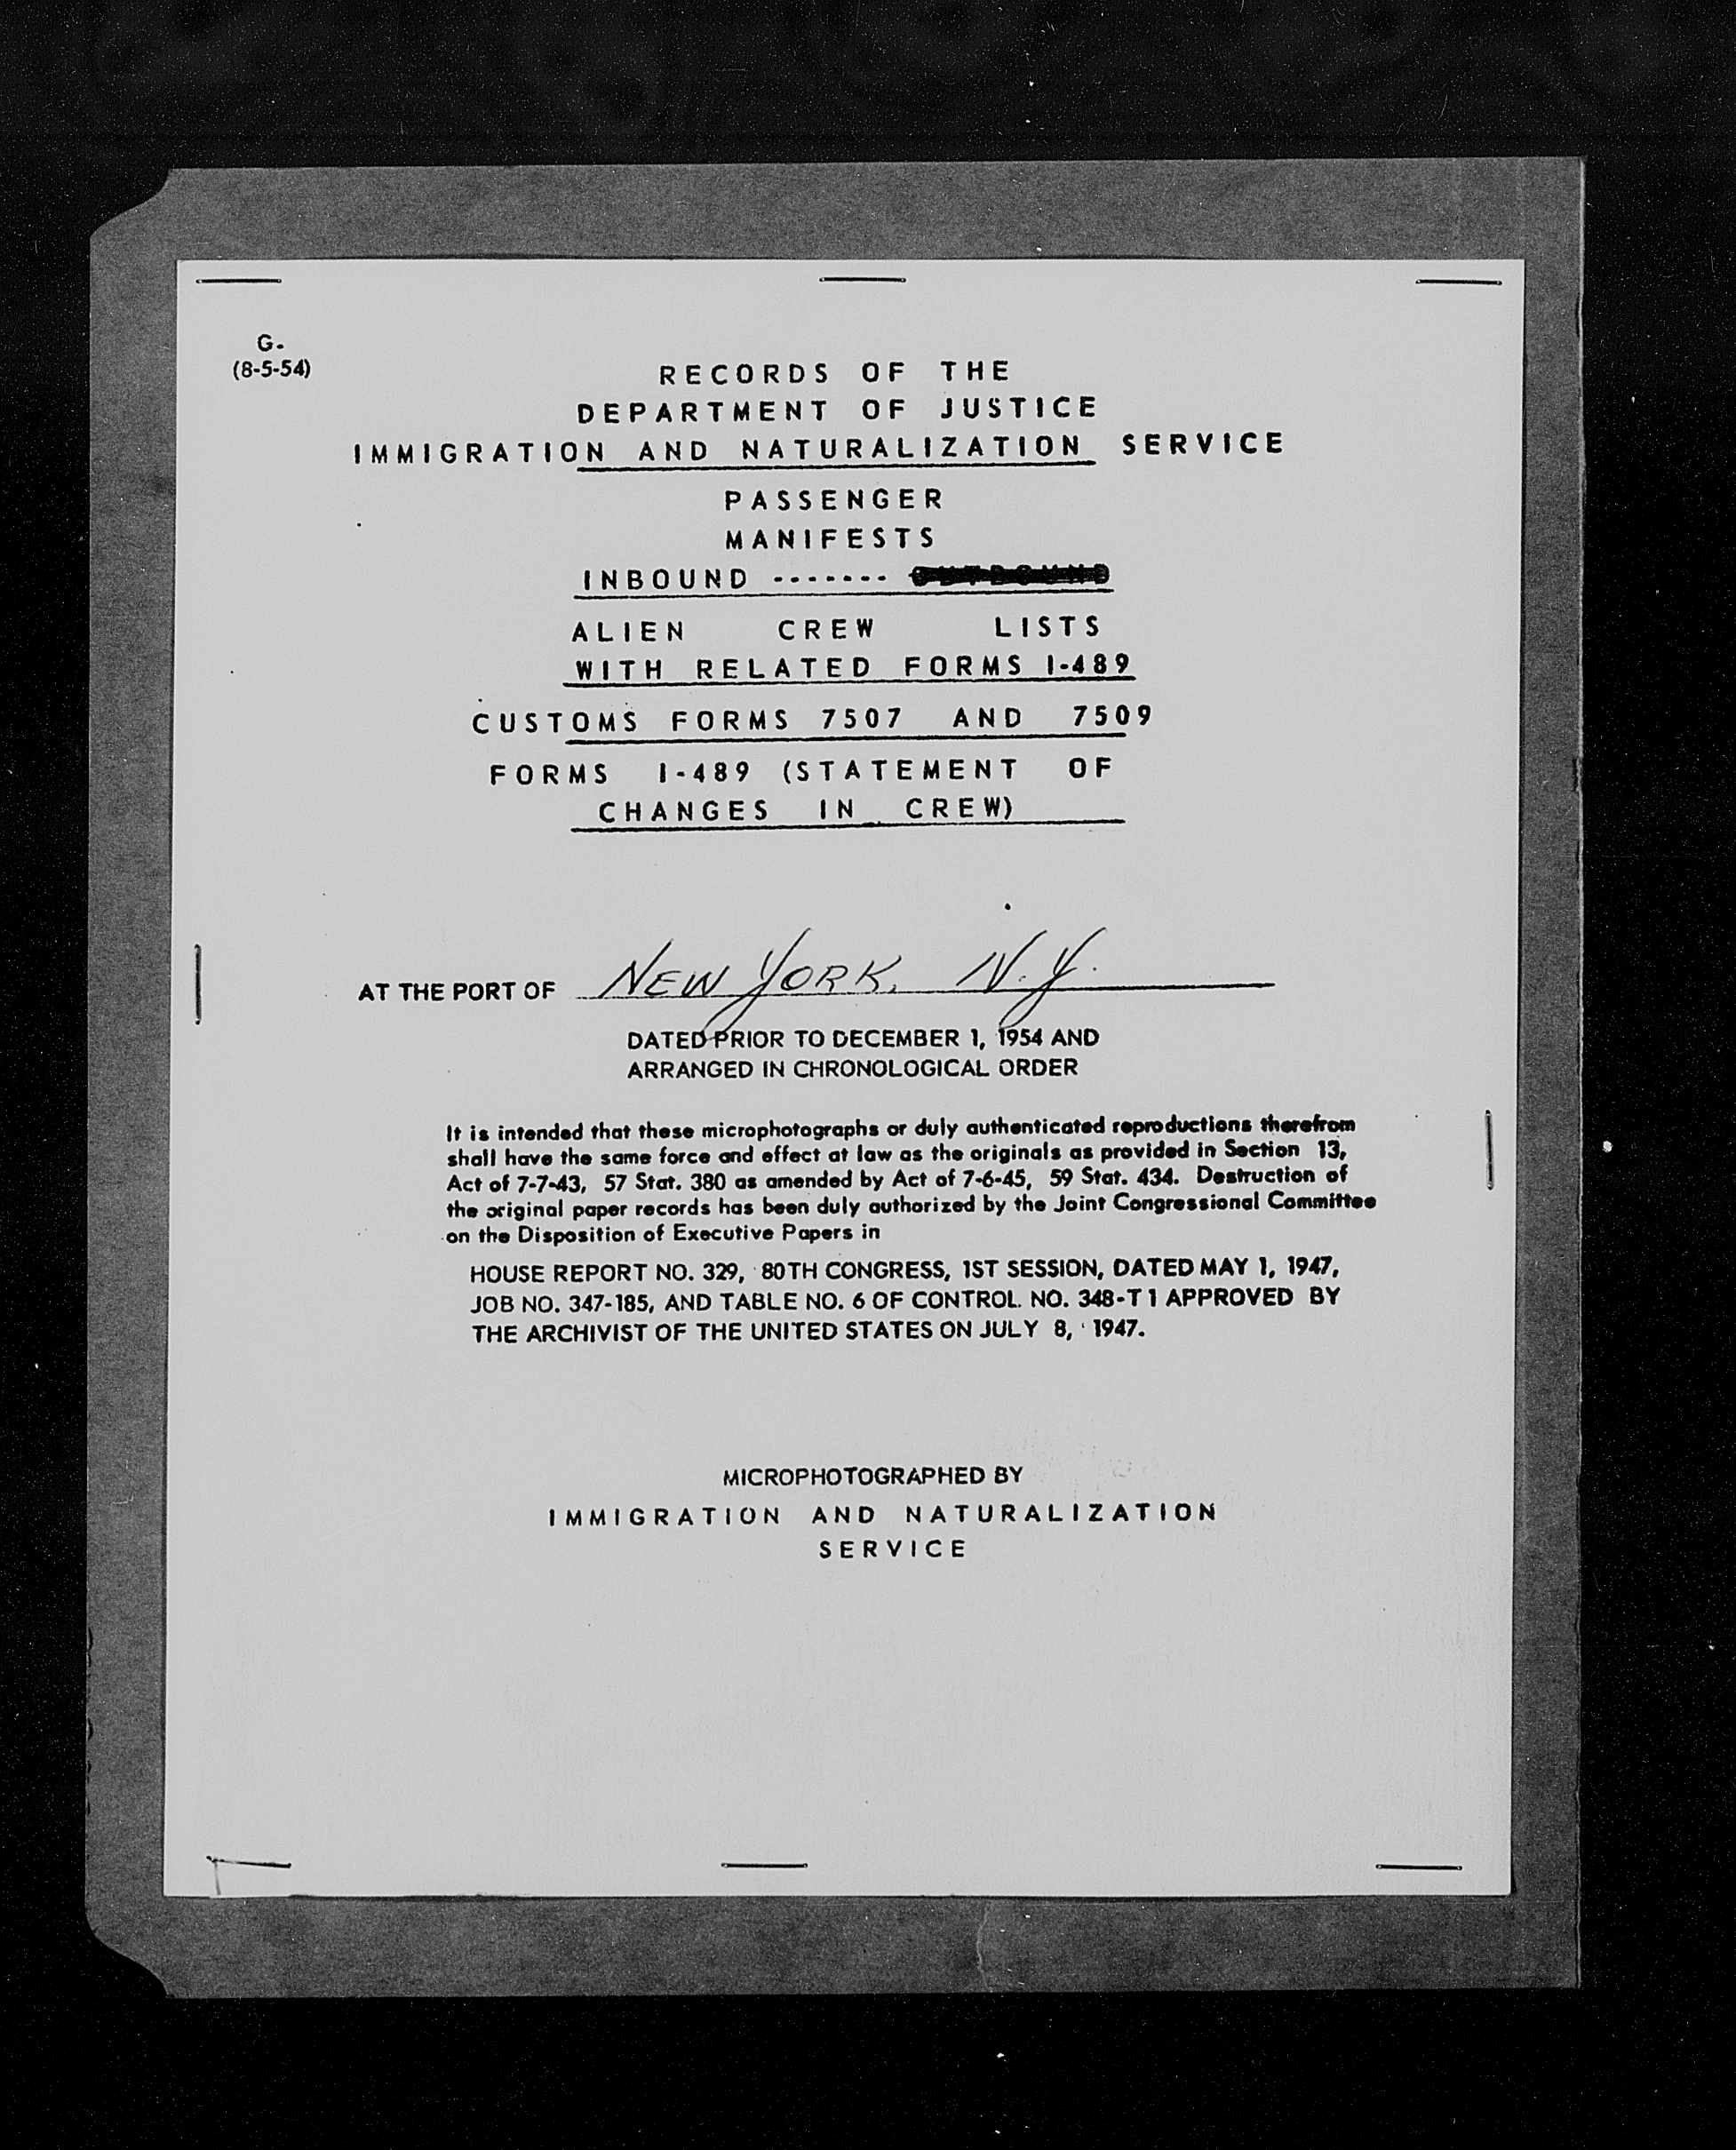 G.
(8-5-54)
RECORDS OF THE
DEPARTMENT OF JUSTICE
IMMIGRATION AND NATURALIZATION SERVICE
PASSENGER
MANIFESTS
INBOUND ------- OUTBOUND
ALIEN CREW LISTS
WITH RELATED FORMS I-489
CUSTOMS FORMS 7507 AND 7509
FORMS I-489 (STATEMENT OF
CHANGES IN CREW)
AT THE PORT OF NEW YORK, N.Y.
DATED PRIOR TO DECEMBER 1, 1954 AND
ARRANGED IN CHRONOLOGICAL ORDER
It is intended that these microphotographs or duly authenticated reproductions therefrom
shall have the same force and effect at law as the originals as provided in Section 13,
Act of 7-7-43, 57 Stat. 380 as amended by Act of 7-6-45, 59 Stat. 434. Destruction of
the original paper records has been duly authorized by the Joint Congressional Committee
on the Disposition of Executive Papers in
HOUSE REPORT NO. 329, 80TH CONGRESS, 1ST SESSION, DATED MAY 1, 1947,
JOB NO. 347-185, AND TABLE NO. 6 OF CONTROL NO. 348-T1 APPROVED BY
THE ARCHIVIST OF THE UNITED STATES ON JULY 8, 1947.
MICROPHOTOGRAPHED BY
IMMIGRATION AND NATURALIZATION
SERVICE